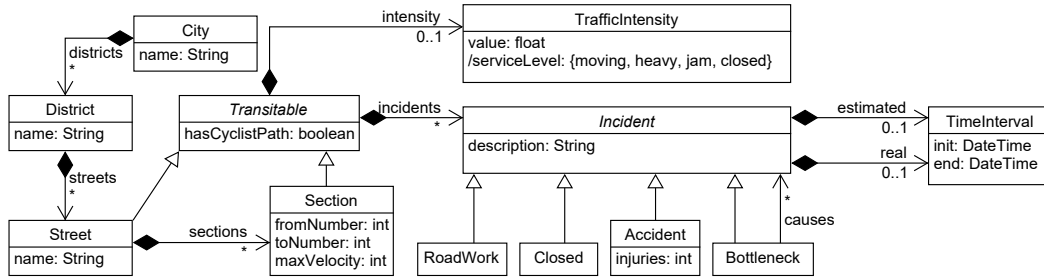 City
name: String
districts
*
District
name: String
streets
*
Street
name: String
Transitable
hasCyclistPath: boolean
intensity
0..1
TrafficIntensity
value: float
/serviceLevel: {moving, heavy, jam, closed}
incidents
*
Incident
description: String
estimated
0..1
real
0..1
TimeInterval
init: DateTime
end: DateTime
sections
*
Section
fromNumber: int
toNumber: int
maxVelocity: int
RoadWork
Closed
Accident
injuries: int
Bottleneck
*
causes